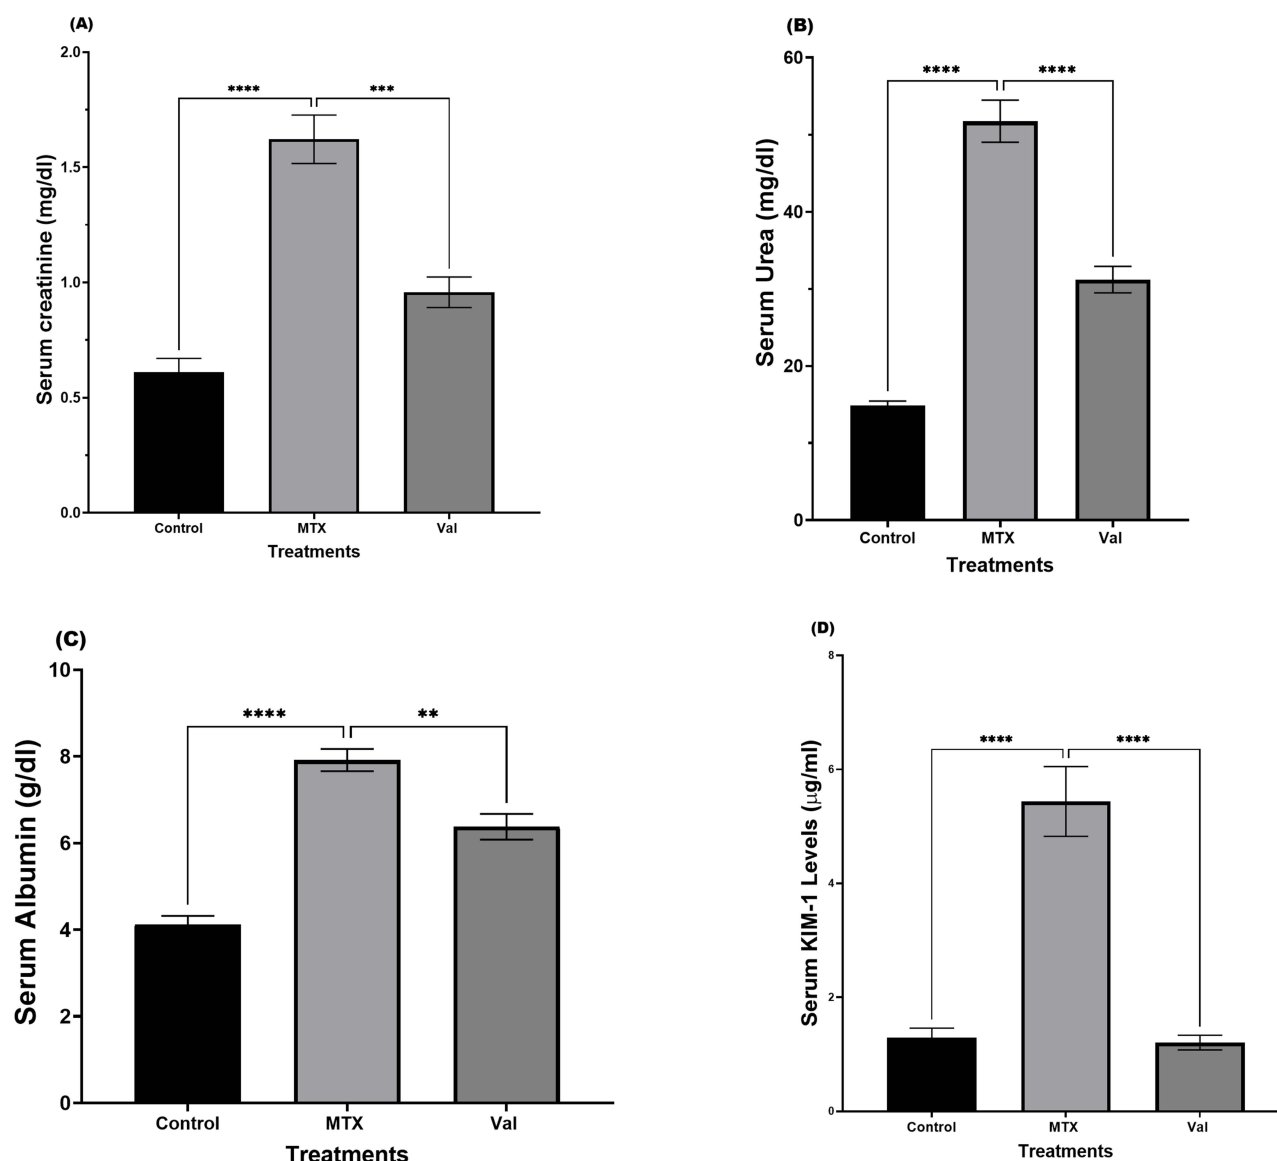 (A)
Serum creatinine (mg/dl)
2.0
1.5
1.0
0.5
0.0
****
***
Control MTX Val
Treatments
(B)
Serum Urea (mg/dl)
60
40
20
0
****
****
Control MTX Val
Treatments
(C)
Serum Albumin (g/dl)
10
8
6
4
2
0
****
**
Control MTX Val
Treatments
(D)
Serum KIM-1 Levels (μg/ml)
8
6
4
2
0
****
****
Control MTX Val
Treatments